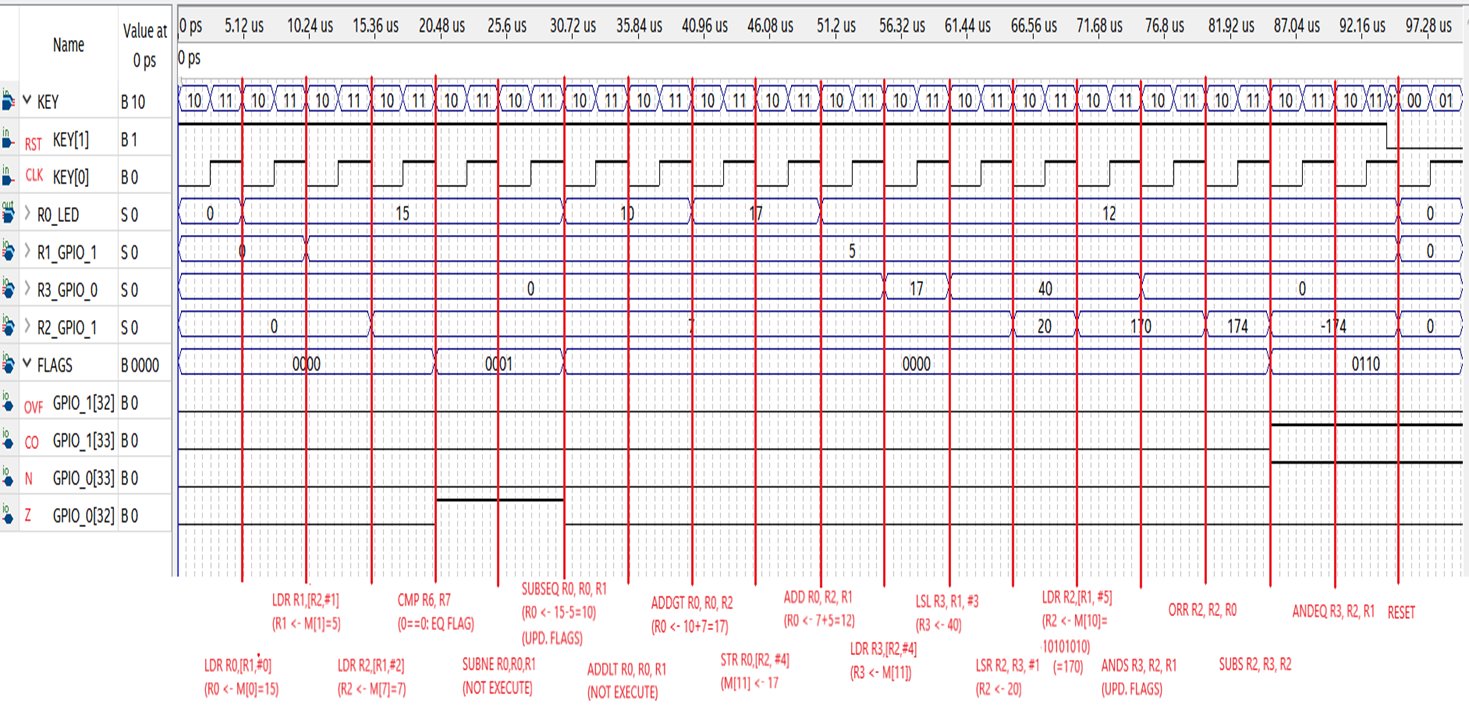 Name
Value at
0 ps
0 ps 5.12 us 10.24 us 15.36 us 20.48 us 25.6 us 30.72 us 35.84 us 40.96 us 46.08 us 51.2 us 56.32 us 61.44 us 66.56 us 71.68 us 76.8 us 81.92 us 87.04 us 92.16 us 97.28 us
0 ps
io KEY B 10 10 11 10 11 10 11 10 11 10 11 10 11 10 11 10 11 10 11 10 11 10 11 10 11 10 11 10 11 10 11 10 11 10 11 10 11 10 11 00 01
in RST KEY[1] B 1
in CLK KEY[0] B 0
out R0_LED S 0 0 15 10 17 12 0
io R1_GPIO_1 S 0 0 5 0
io R3_GPIO_0 S 0 0 17 40 0
io R2_GPIO_1 S 0 0 7 20 170 174 -174 0
io FLAGS B 0000 0000 0001 0000 0110
io OVF GPIO_1[32] B 0
io CO GPIO_1[33] B 0
io N GPIO_0[33] B 0
io Z GPIO_0[32] B 0
LDR R1,[R2,#1]
(R1 <- M[1]=5)
CMP R6, R7
(0==0: EQ FLAG)
SUBSEQ R0, R0, R1
(R0 <- 15-5=10)
(UPD. FLAGS)
ADDGT R0, R0, R2
(R0 <- 10+7=17)
ADD R0, R2, R1
(R0 <- 7+5=12)
LSL R3, R1, #3
(R3 <- 40)
LDR R2,[R1, #5]
(R2 <- M[10]=
10101010)
(=170)
ORR R2, R2, R0
ANDEQ R3, R2, R1
RESET
LDR R0,[R1,#0]
(R0 <- M[0]=15)
LDR R2,[R1,#2]
(R2 <- M[7]=7)
SUBNE R0,R0,R1
(NOT EXECUTE)
ADDLT R0, R0, R1
(NOT EXECUTE)
STR R0,[R2, #4]
(M[11] <- 17
LDR R3,[R2,#4]
(R3 <- M[11])
LSR R2, R3, #1
(R2 <- 20)
ANDS R3, R2, R1
(UPD. FLAGS)
SUBS R2, R3, R2